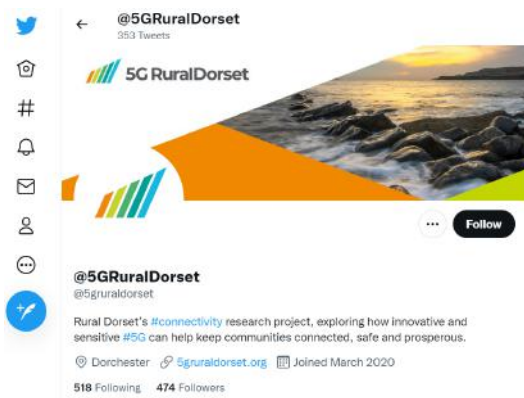 @5GRuralDorset
353 Tweets
5G RuralDorset
Follow
@5GRuralDorset
@5gruraldorset
Rural Dorset's #connectivity research project, exploring how innovative and
sensitive #5G can help keep communities connected, safe and prosperous.
Dorchester 5gruraldorset.org Joined March 2020
518 Following 474 Followers